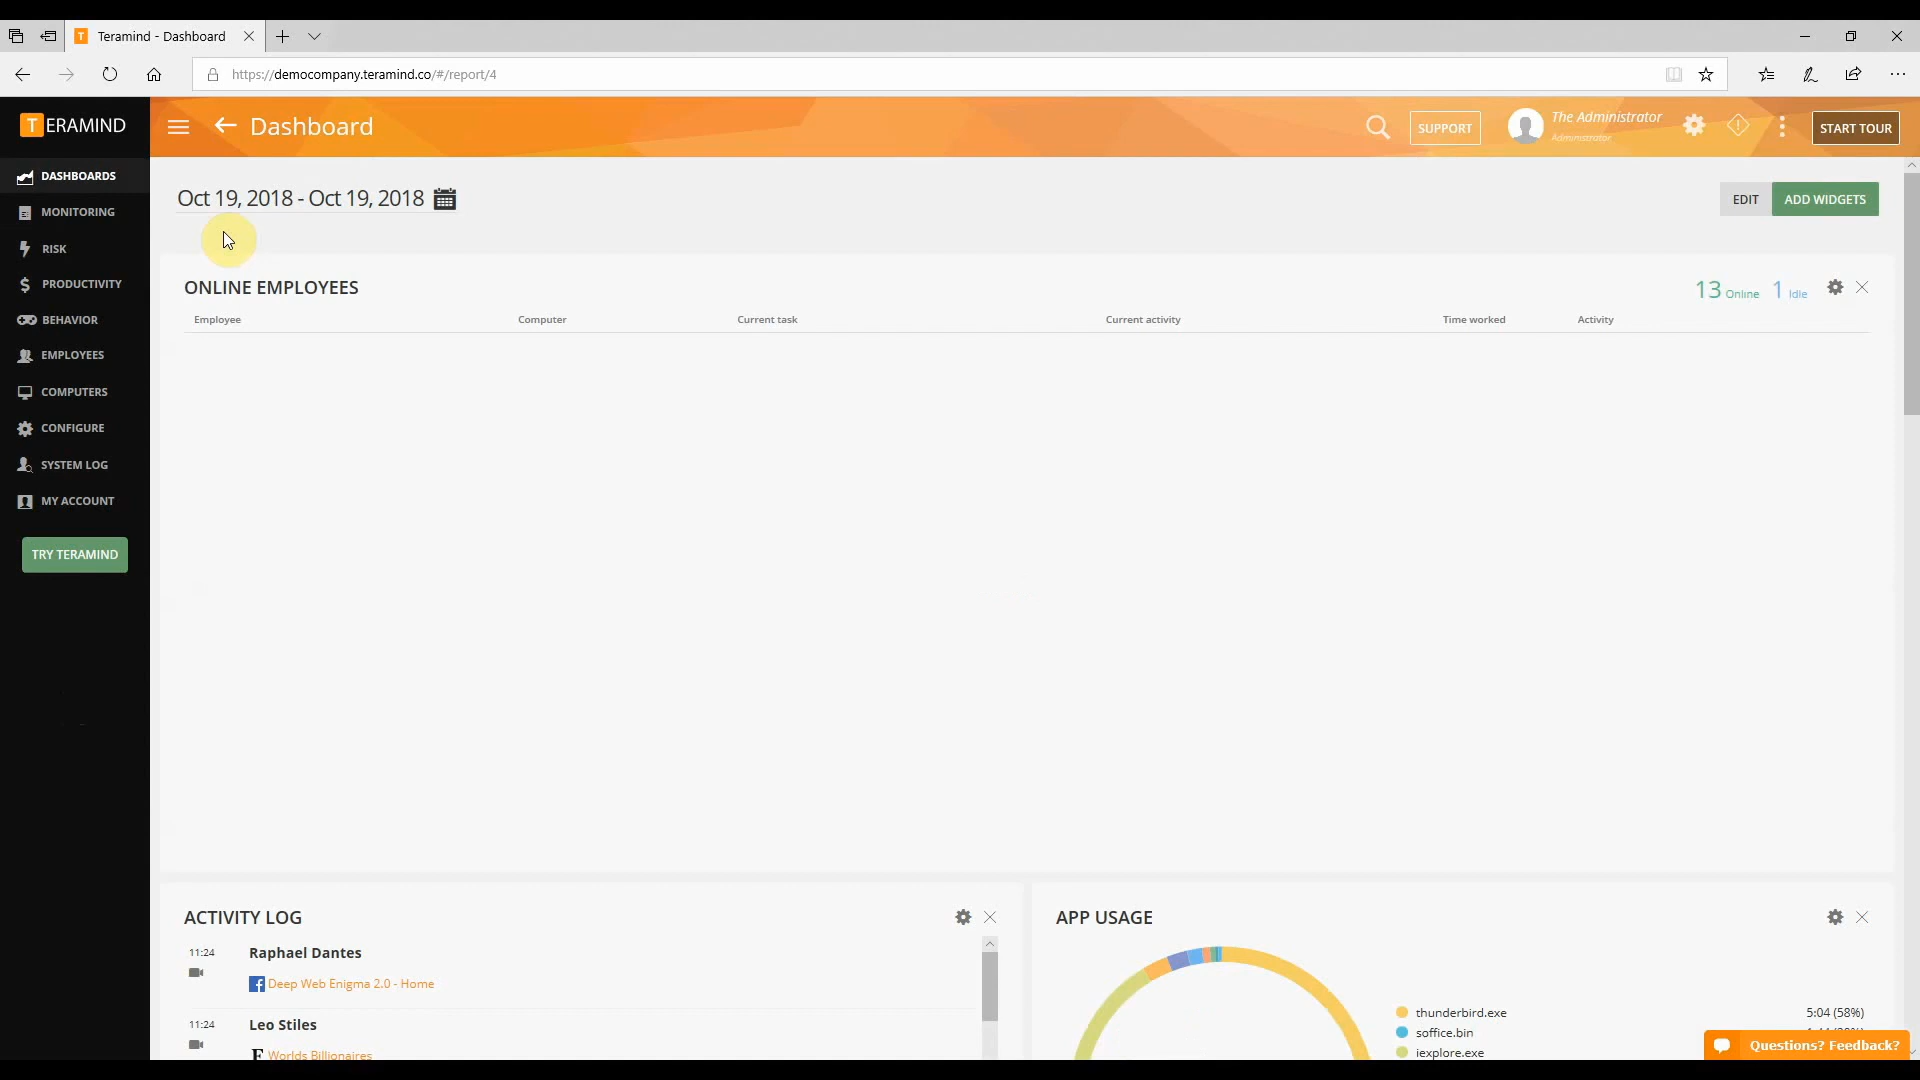 Teramind - Dashboard
https://democompany.teramind.co/#/report/4
TERAMIND
Dashboard
SUPPORT
The Administrator
Administrator
START TOUR
DASHBOARDS
MONITORING
RISK
PRODUCTIVITY
BEHAVIOR
EMPLOYEES
COMPUTERS
CONFIGURE
SYSTEM LOG
MY ACCOUNT
TRY TERAMIND
Oct 19, 2018 - Oct 19, 2018
EDIT
ADD WIDGETS
ONLINE EMPLOYEES
13 Online 1 Idle
Employee Computer Current task Current activity Time worked Activity
ACTIVITY LOG
11:24 Raphael Dantes
Deep Web Enigma 2.0 - Home
11:24 Leo Stiles
F Worlds Billionaires
APP USAGE
thunderbird.exe 5:04 (58%)
soffice.bin
iexplore.exe
Questions? Feedback?